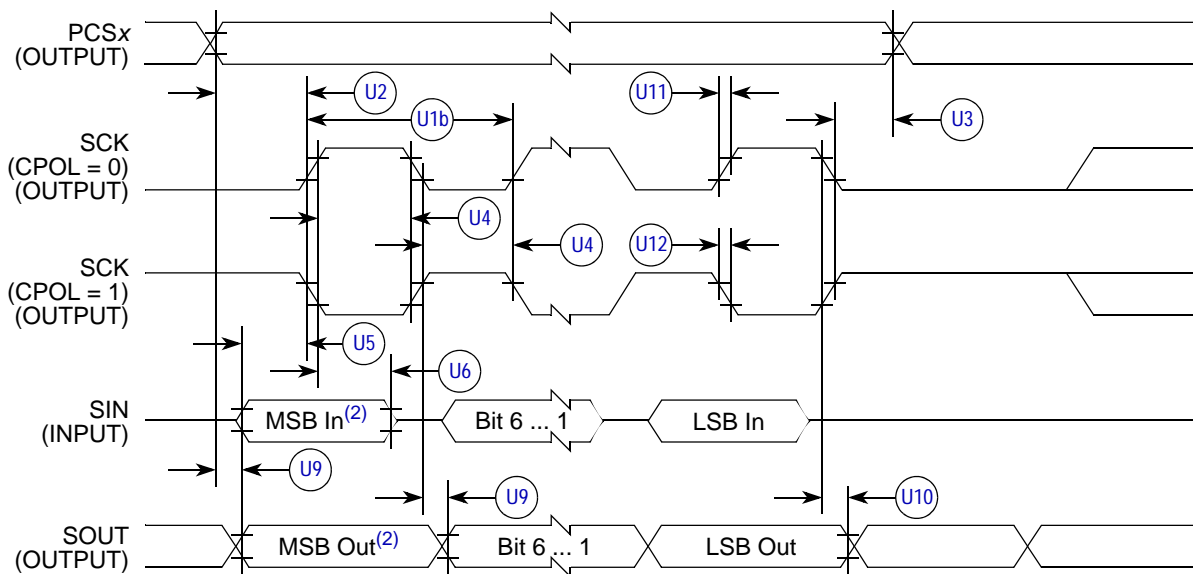 PCSx
(OUTPUT)
U2
U11
U1b
U3
SCK
(CPOL = 0)
(OUTPUT)
U4
U4
U12
SCK
(CPOL = 1)
(OUTPUT)
U5
U6
SIN
(INPUT)
MSB In(2)
Bit 6 ... 1
LSB In
U9
U9
U10
SOUT
(OUTPUT)
MSB Out(2)
Bit 6 ... 1
LSB Out